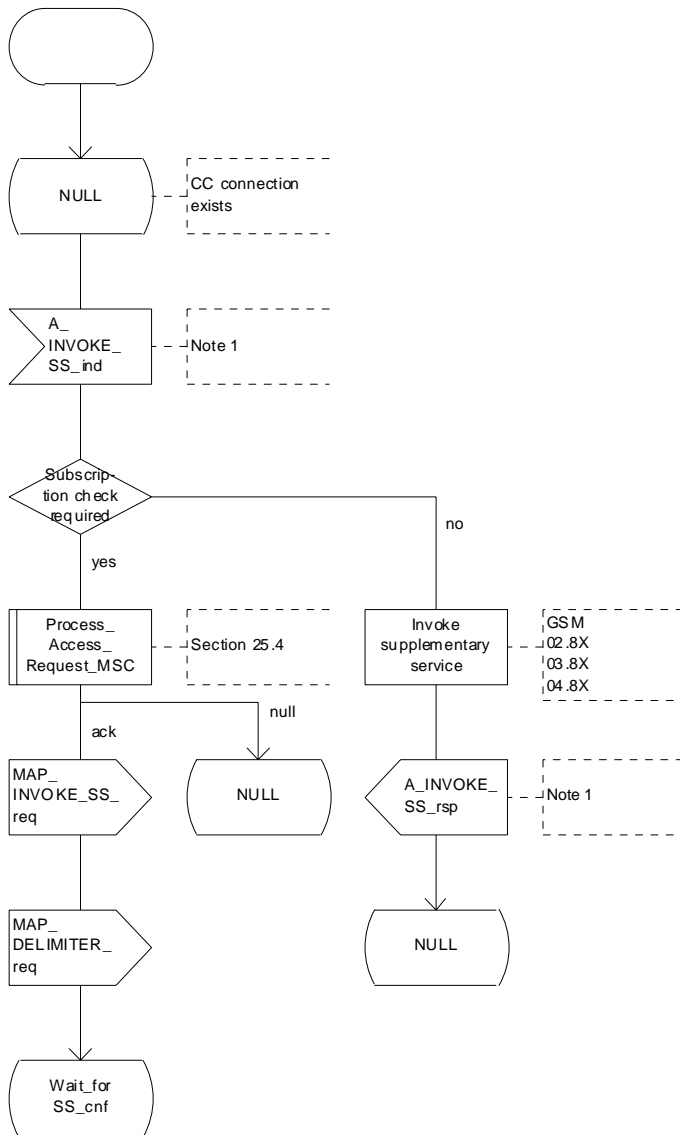 NULL
CC connection
exists
A_
INVOKE_
SS_ind
Note 1
Subscrip-
tion check
required
no
yes
Process_
Access_
Request_MSC
Section 25.4
Invoke
supplementary
service
GSM
02.8X
03.8X
04.8X
null
ack
MAP_
INVOKE_SS_
req
NULL
A_INVOKE_
SS_rsp
Note 1
MAP_
DELIMITER_
req
NULL
Wait_for
SS_cnf